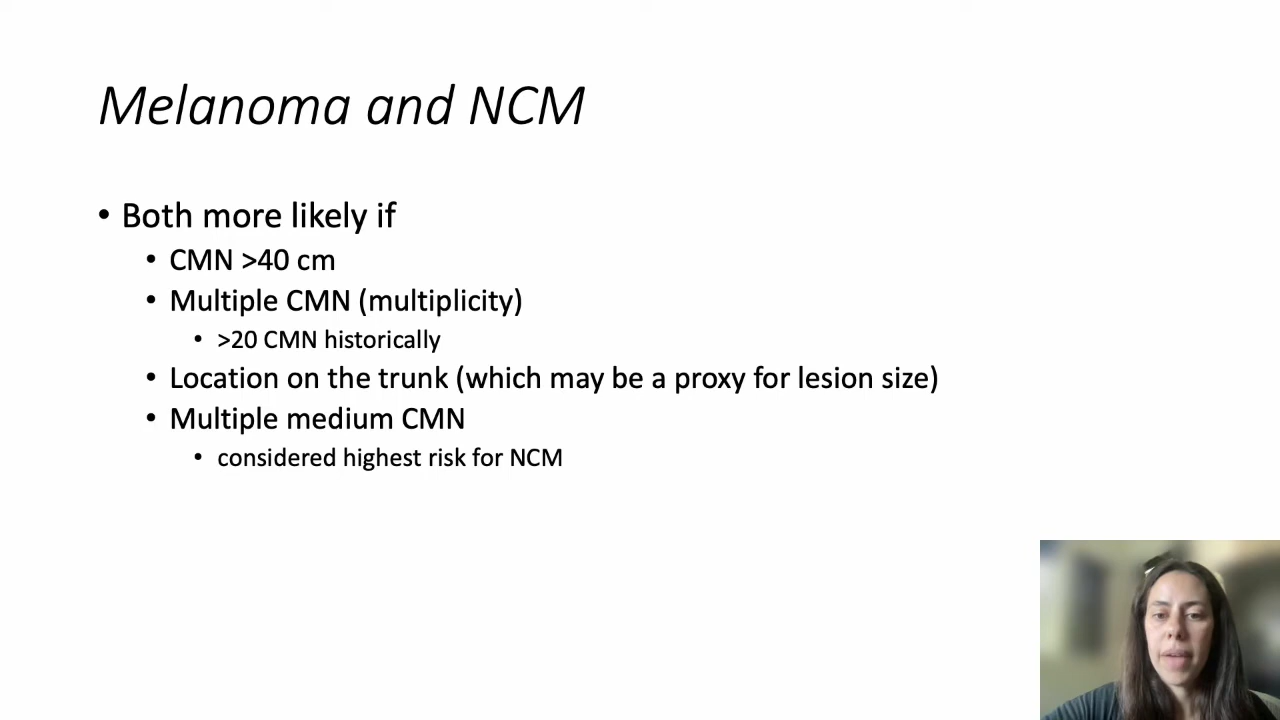 Melanoma and NCM
• Both more likely if
• CMN >40 cm
• Multiple CMN (multiplicity)
• >20 CMN historically
• Location on the trunk (which may be a proxy for lesion size)
• Multiple medium CMN
• considered highest risk for NCM